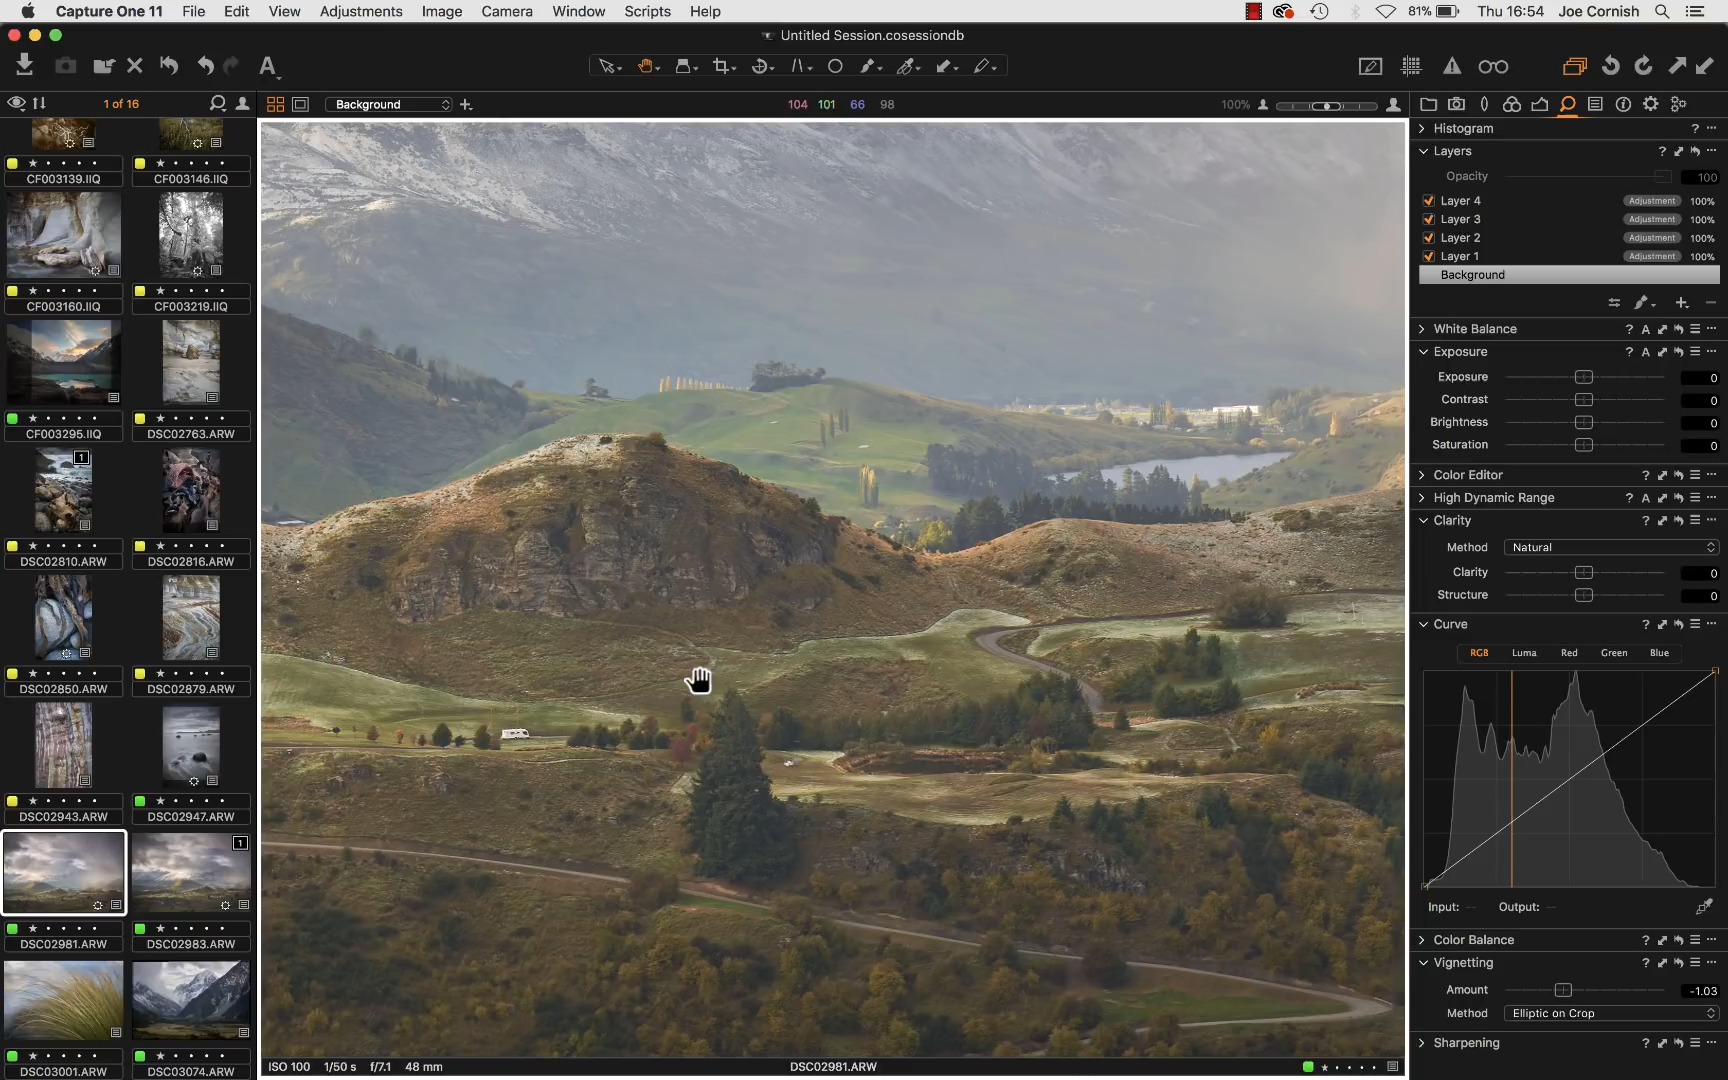 Capture One 11 File Edit View Adjustments Image Camera Window Scripts Help 81% Thu 16:54 Joe Cornish
Untitled Session.cosessiondb
A
1 of 16 Background 104 101 66 98 100%
CF003139.IIQ CF003146.IIQ
CF003160.IIQ CF003219.IIQ
CF003295.IIQ DSC02763.ARW
1
DSC02810.ARW DSC02816.ARW
DSC02850.ARW DSC02879.ARW
DSC02943.ARW DSC02947.ARW
1
DSC02981.ARW DSC02983.ARW
DSC03001.ARW DSC03074.ARW
ISO 100 1/50 s f/7.1 48 mm DSC02981.ARW
Histogram ?
Layers ?
Opacity 100
Layer 4 Adjustment 100%
Layer 3 Adjustment 100%
Layer 2 Adjustment 100%
Layer 1 Adjustment 100%
Background
White Balance ? A
Exposure ? A
Exposure 0
Contrast 0
Brightness 0
Saturation 0
Color Editor ?
High Dynamic Range ? A
Clarity ?
Method Natural
Clarity 0
Structure 0
Curve ?
RGB Luma Red Green Blue
Input: -- Output: --
Color Balance ?
Vignetting ?
Amount -1.03
Method Elliptic on Crop
Sharpening ?